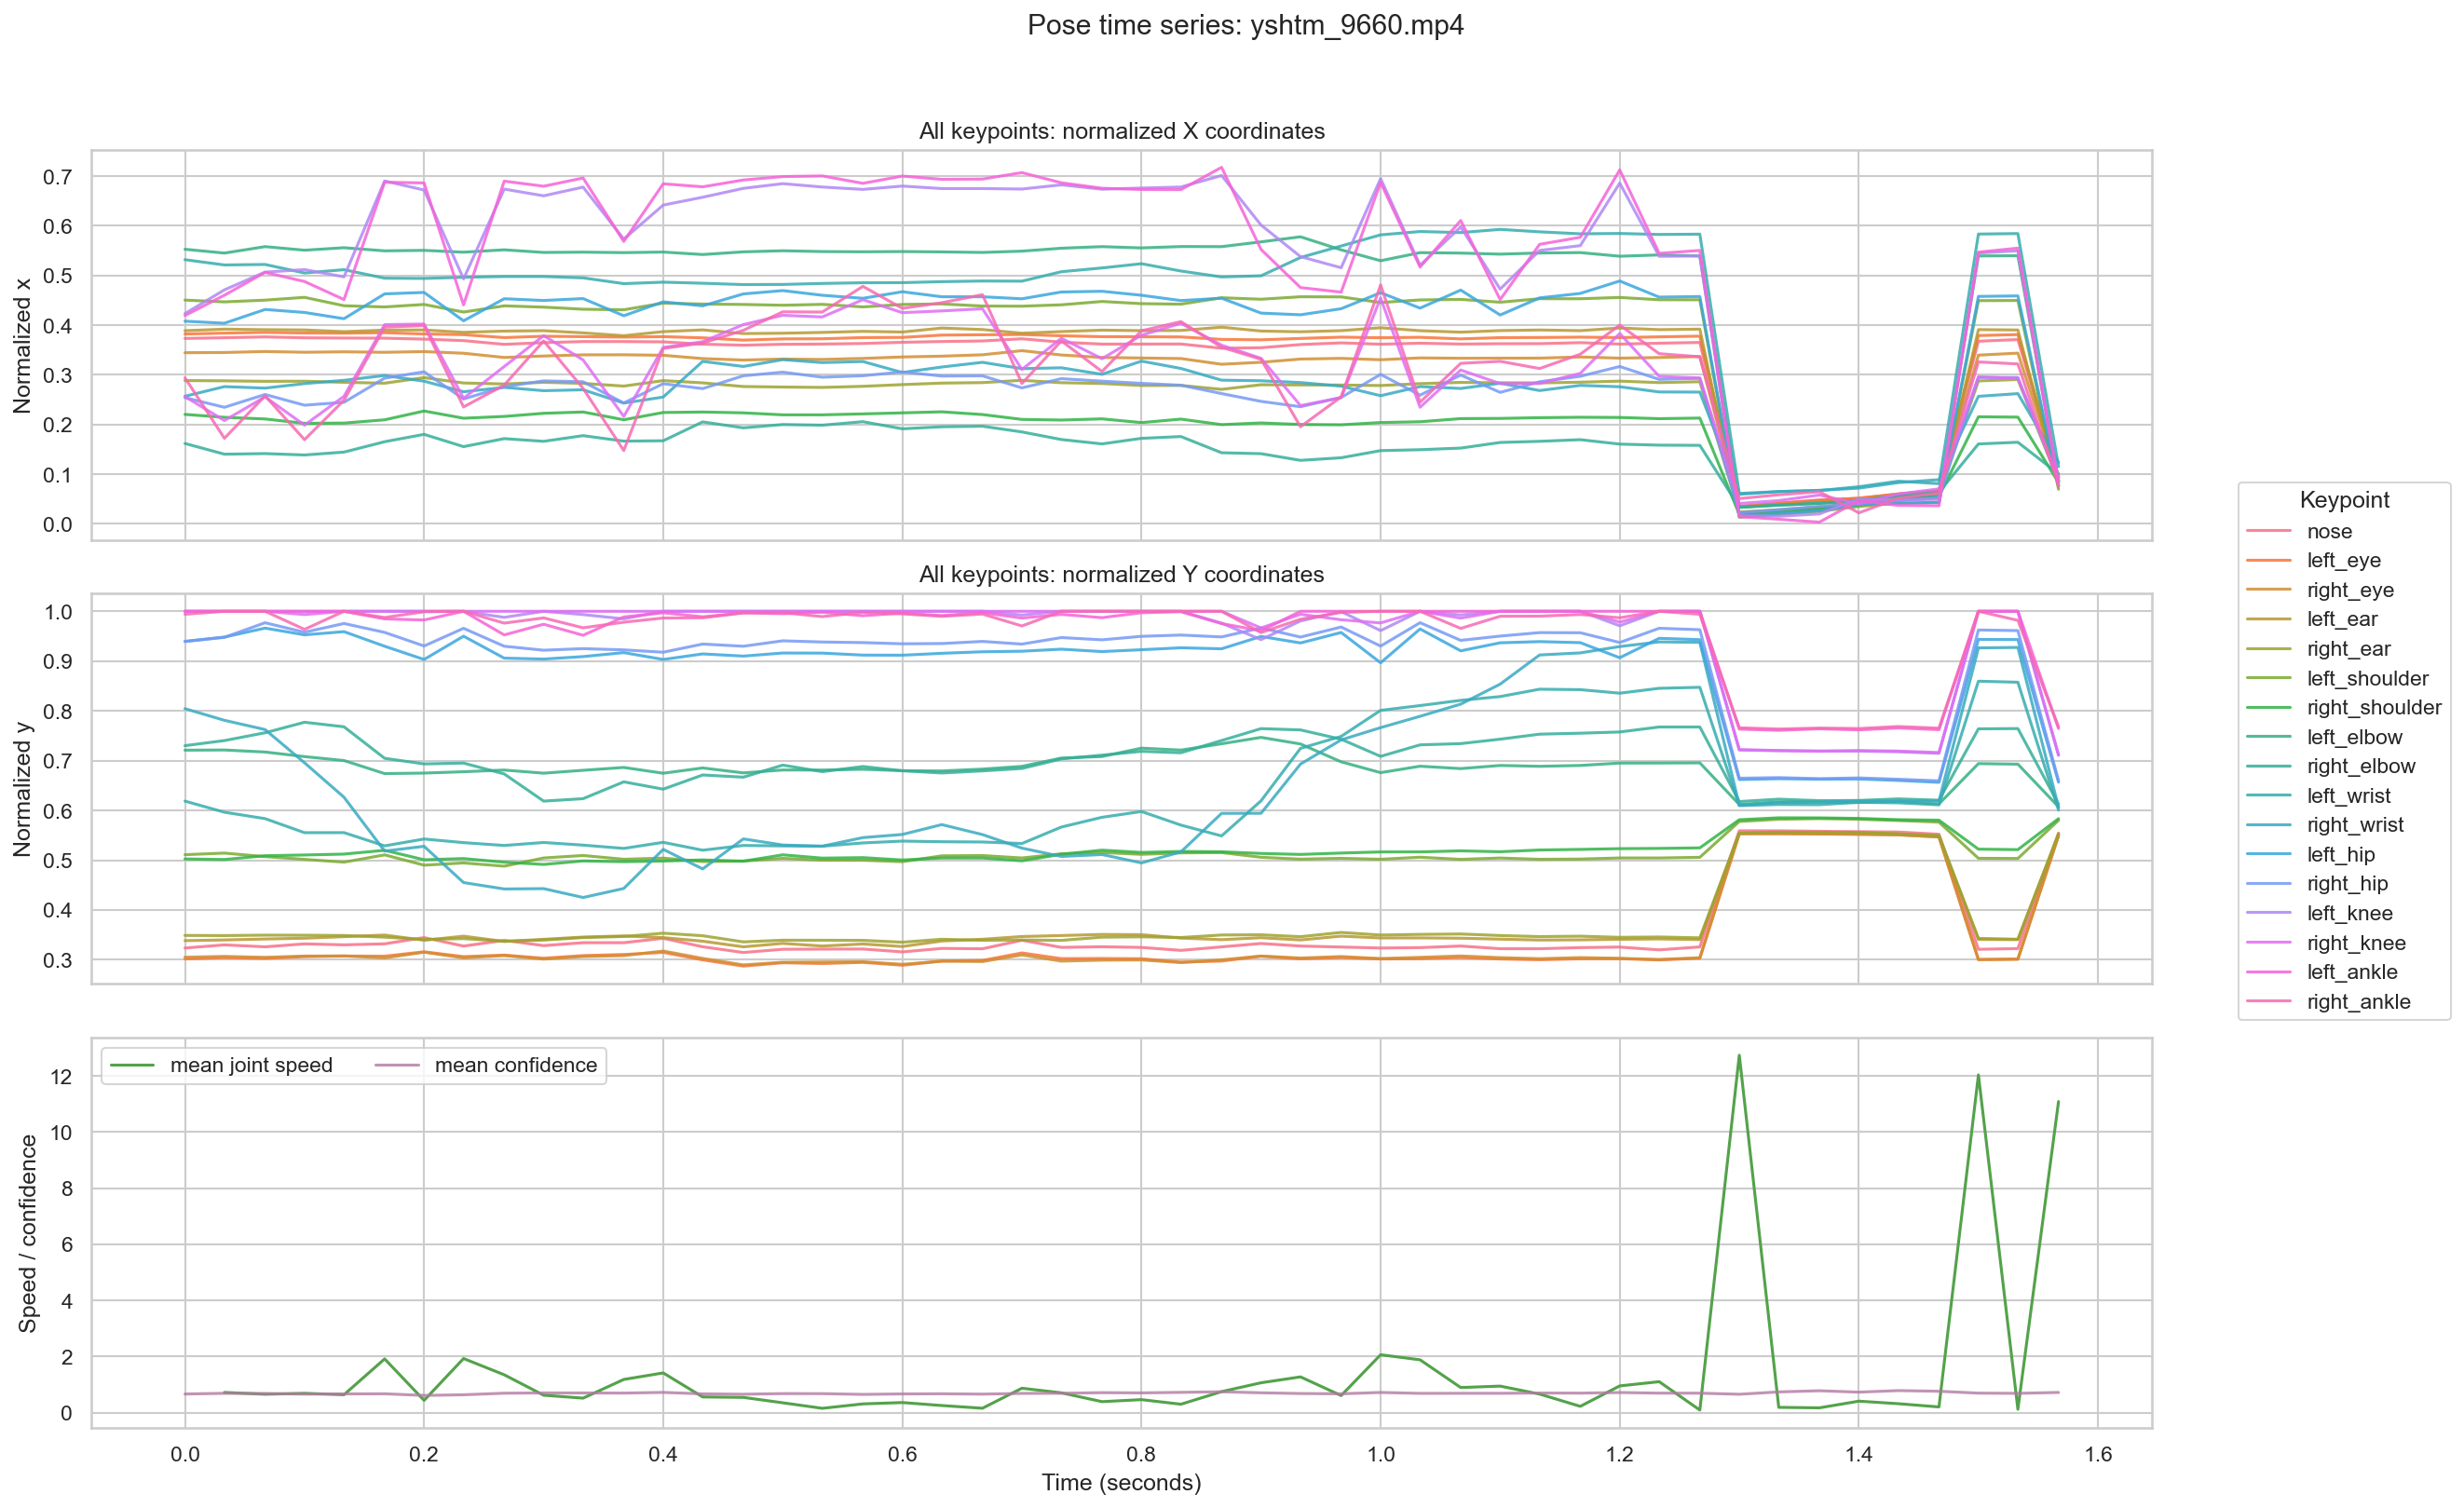 Pose time series: yshtm_9660.mp4
All keypoints: normalized X coordinates
Normalized x
0.7
0.6
0.5
0.4
0.3
0.2
0.1
0.0
All keypoints: normalized Y coordinates
Normalized y
1.0
0.9
0.8
0.7
0.6
0.5
0.4
0.3
Keypoint
nose
left_eye
right_eye
left_ear
right_ear
left_shoulder
right_shoulder
left_elbow
right_elbow
left_wrist
right_wrist
left_hip
right_hip
left_knee
right_knee
left_ankle
right_ankle
mean joint speed mean confidence
Speed / confidence
12
10
8
6
4
2
0
0.0 0.2 0.4 0.6 0.8 1.0 1.2 1.4 1.6
Time (seconds)